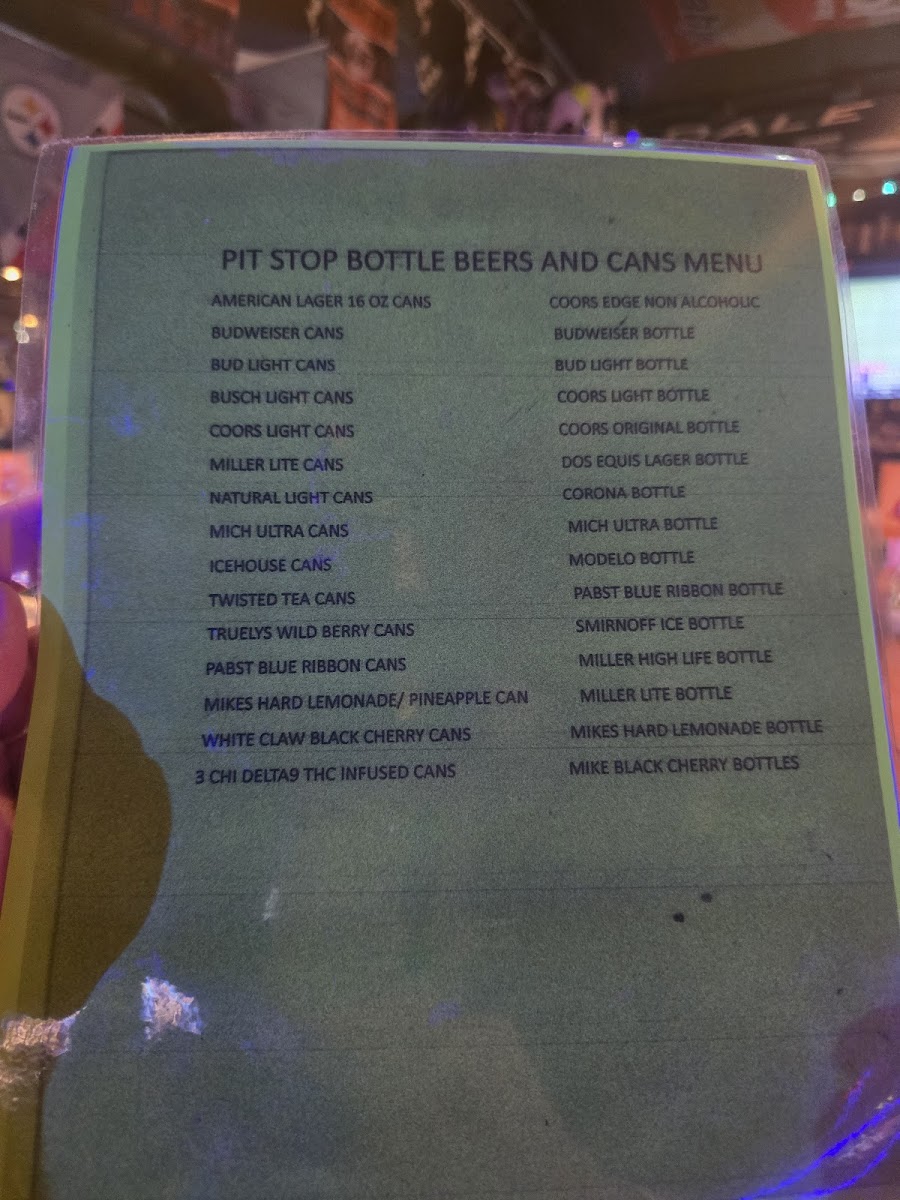 PIT STOP BOTTLE BEERS AND CANS MENU
AMERICAN LAGER 16 OZ CANS
BUDWEISER CANS
BUD LIGHT CANS
BUSCH LIGHT CANS
COORS LIGHT CANS
MILLER LITE CANS
NATURAL LIGHT CANS
MICH ULTRA CANS
ICEHOUSE CANS
TWISTED TEA CANS
TRUELYS WILD BERRY CANS
PABST BLUE RIBBON CANS
MIKES HARD LEMONADE/ PINEAPPLE CAN
WHITE CLAW BLACK CHERRY CANS
3 CHI DELTA9 THC INFUSED CANS
COORS EDGE NON ALCOHOLIC
BUDWEISER BOTTLE
BUD LIGHT BOTTLE
COORS LIGHT BOTTLE
COORS ORIGINAL BOTTLE
DOS EQUIS LAGER BOTTLE
CORONA BOTTLE
MICH ULTRA BOTTLE
MODELO BOTTLE
PABST BLUE RIBBON BOTTLE
SMIRNOFF ICE BOTTLE
MILLER HIGH LIFE BOTTLE
MILLER LITE BOTTLE
MIKES HARD LEMONADE BOTTLE
MIKE BLACK CHERRY BOTTLES